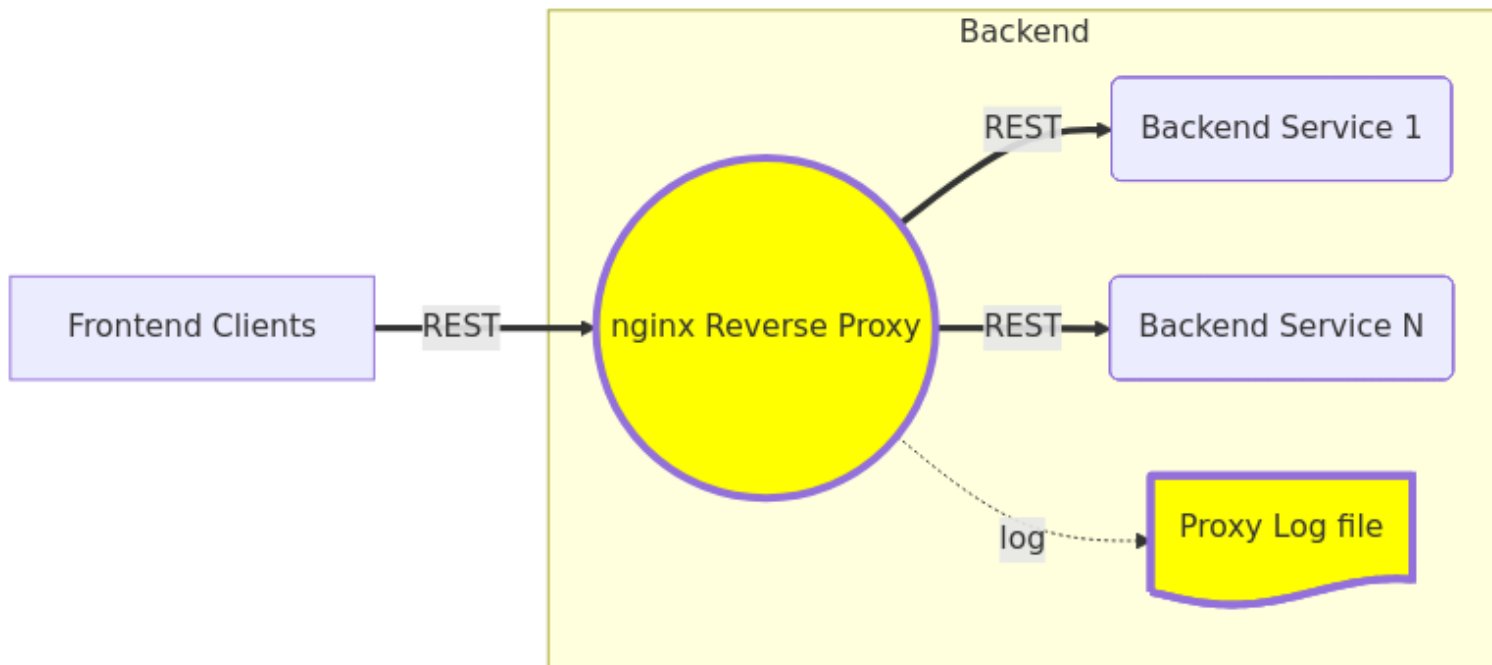 Backend
REST
Backend Service 1
Frontend Clients
REST
nginx Reverse Proxy
REST
Backend Service N
log
Proxy Log file